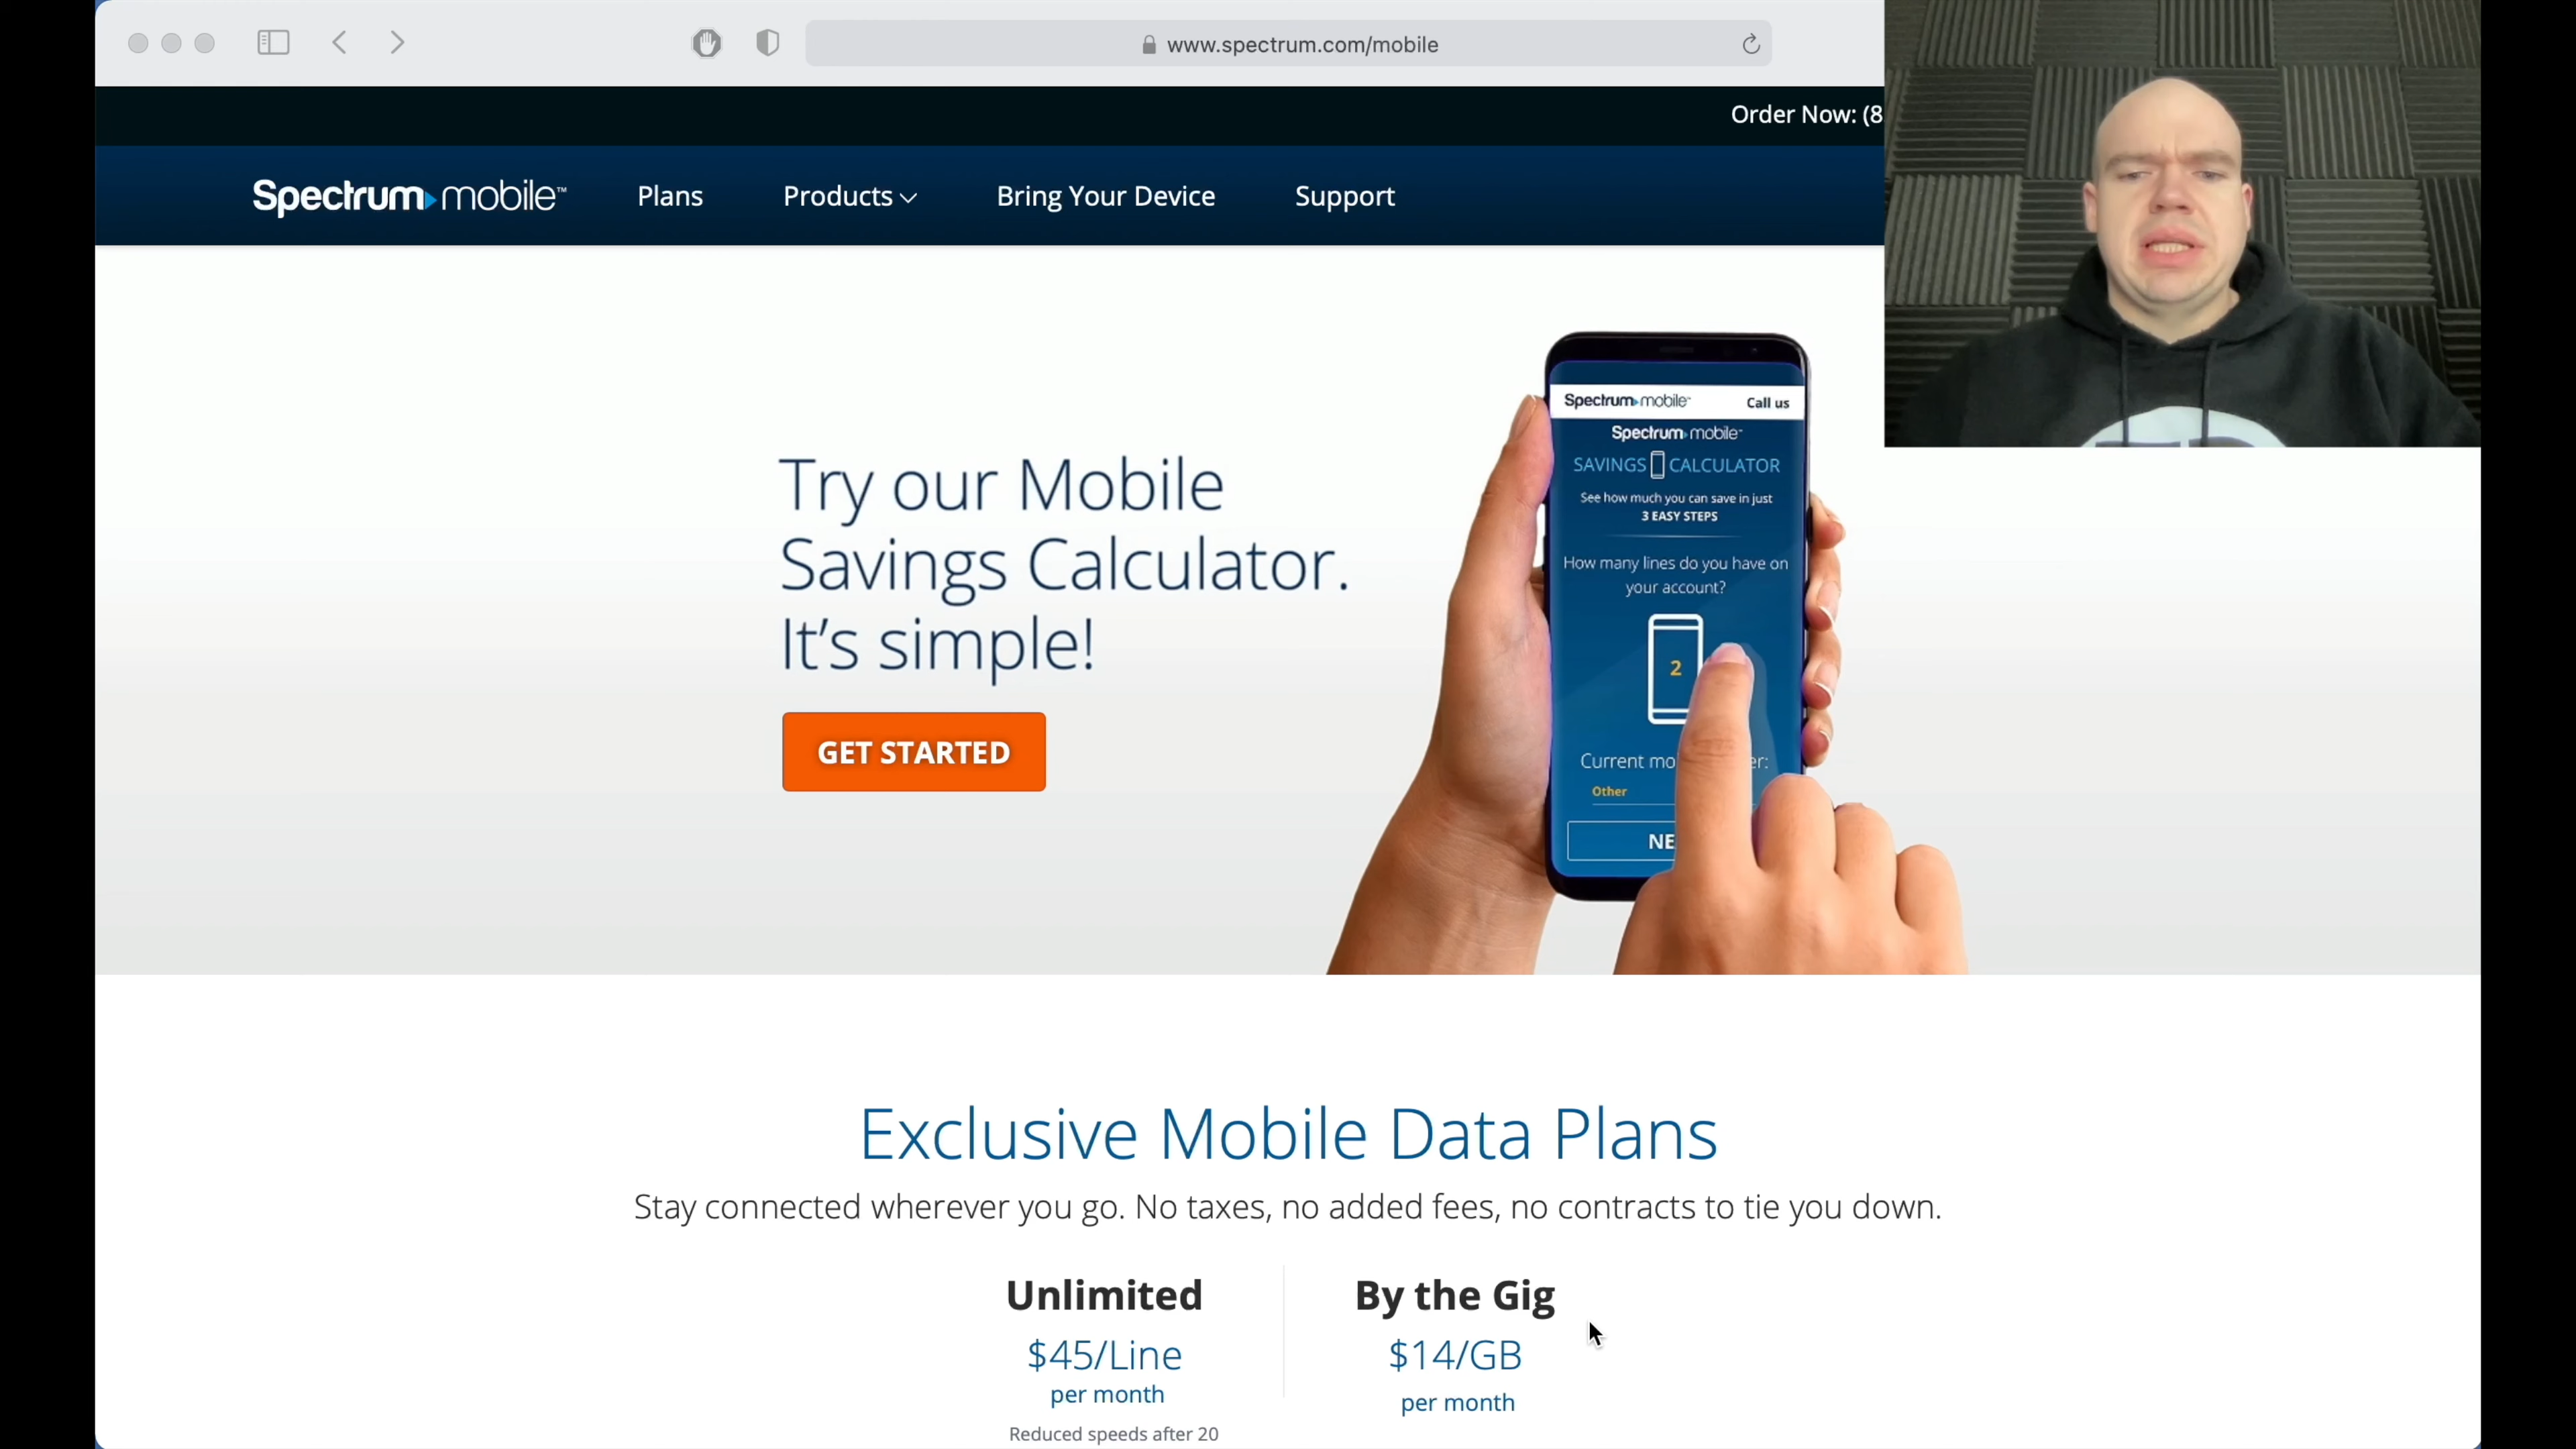 www.spectrum.com/mobile
Order Now: (8
Spectrum mobile™
Plans
Products
Bring Your Device
Support
Try our Mobile
Savings Calculator.
It's simple!
GET STARTED
Spectrum mobile
Call us
Spectrum mobile
SAVINGS CALCULATOR
See how much you can save in just
3 EASY STEPS
How many lines do you have on
your account?
2
Current mo er:
Other
NE
Exclusive Mobile Data Plans
Stay connected wherever you go. No taxes, no added fees, no contracts to tie you down.
Unlimited
$45/Line
per month
Reduced speeds after 20
By the Gig
$14/GB
per month